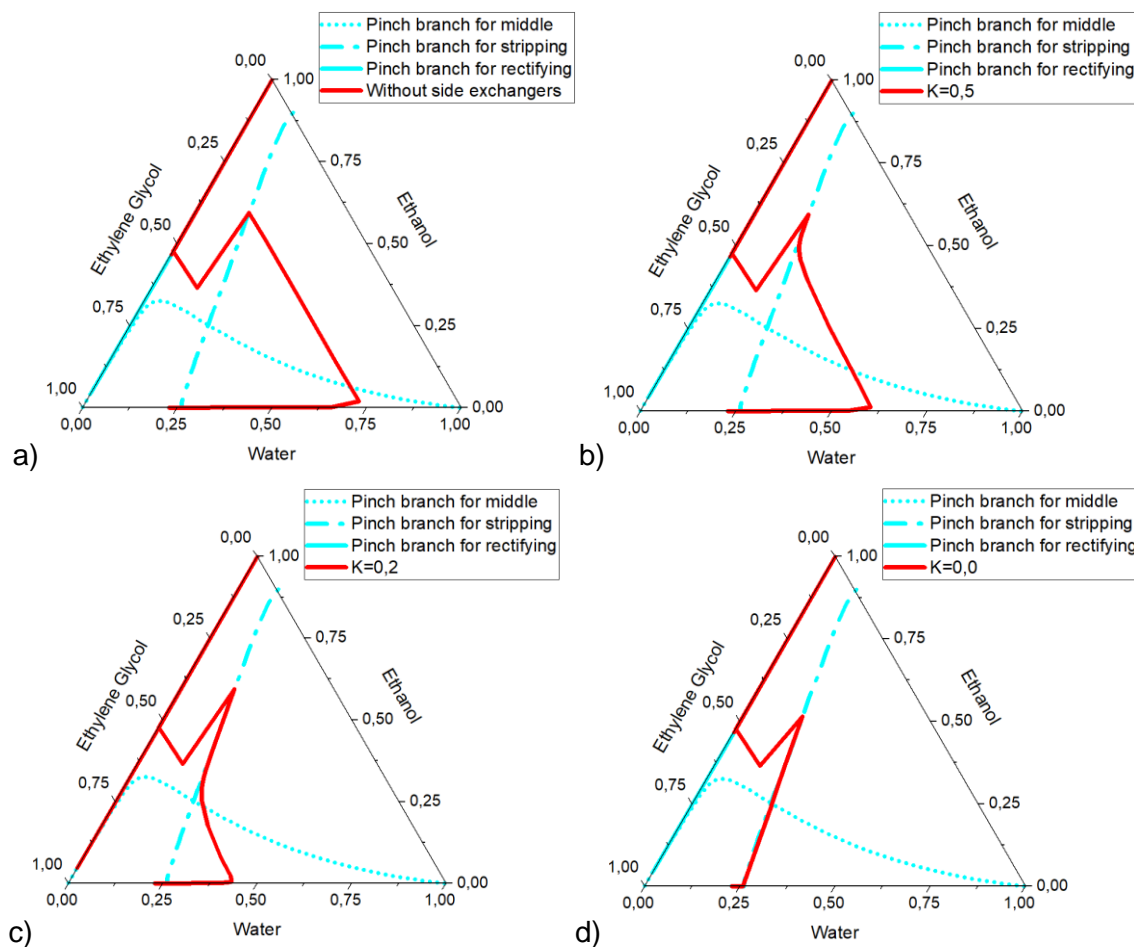 Pinch branch for middle
Pinch branch for stripping
Pinch branch for rectifying
Without side exchangers
0,00
1,00
0,25
0,75
Ethylene Glycol
Ethanol
0,50
0,50
0,75
0,25
1,00
0,00
0,00
0,25
0,50
0,75
1,00
Water
a)
Pinch branch for middle
Pinch branch for stripping
Pinch branch for rectifying
K=0,5
0,00
1,00
0,25
0,75
Ethylene Glycol
Ethanol
0,50
0,50
0,75
0,25
1,00
0,00
0,00
0,25
0,50
0,75
1,00
Water
b)
Pinch branch for middle
Pinch branch for stripping
Pinch branch for rectifying
K=0,2
0,00
1,00
0,25
0,75
Ethylene Glycol
Ethanol
0,50
0,50
0,75
0,25
1,00
0,00
0,00
0,25
0,50
0,75
1,00
Water
c)
Pinch branch for middle
Pinch branch for stripping
Pinch branch for rectifying
K=0,0
0,00
1,00
0,25
0,75
Ethylene Glycol
Ethanol
0,50
0,50
0,75
0,25
1,00
0,00
0,00
0,25
0,50
0,75
1,00
Water
d)